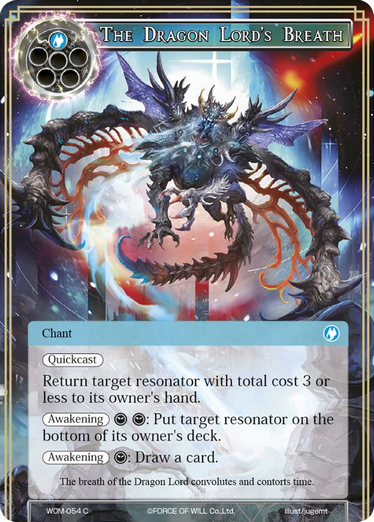 The Dragon Lord's Breath
Chant
Quickcast
Return target resonator with total cost 3 or
less to its owner's hand.
Awakening : Put target resonator on the
bottom of its owner's deck.
Awakening : Draw a card.
The breath of the Dragon Lord convolutes and contorts time.
WOM-054 C ©FORCE OF WILL Co.,Ltd. Illust/jugemt